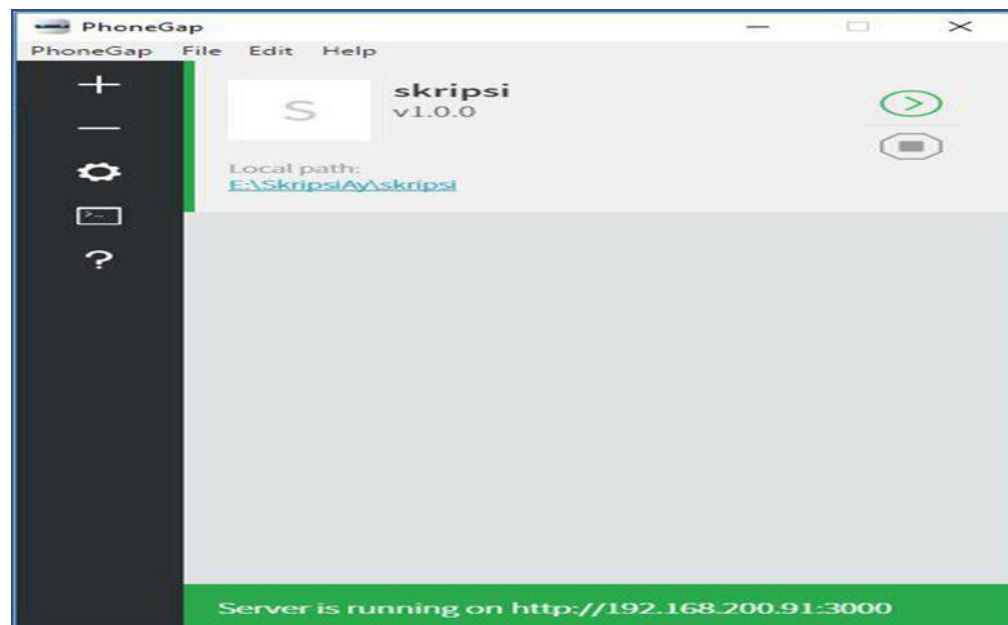 PhoneGap
PhoneGap File Edit Help
S
skripsi
v1.0.0
Local path:
E:\SkripsiAy\skripsi
?
Server is running on http://192.168.200.91:3000